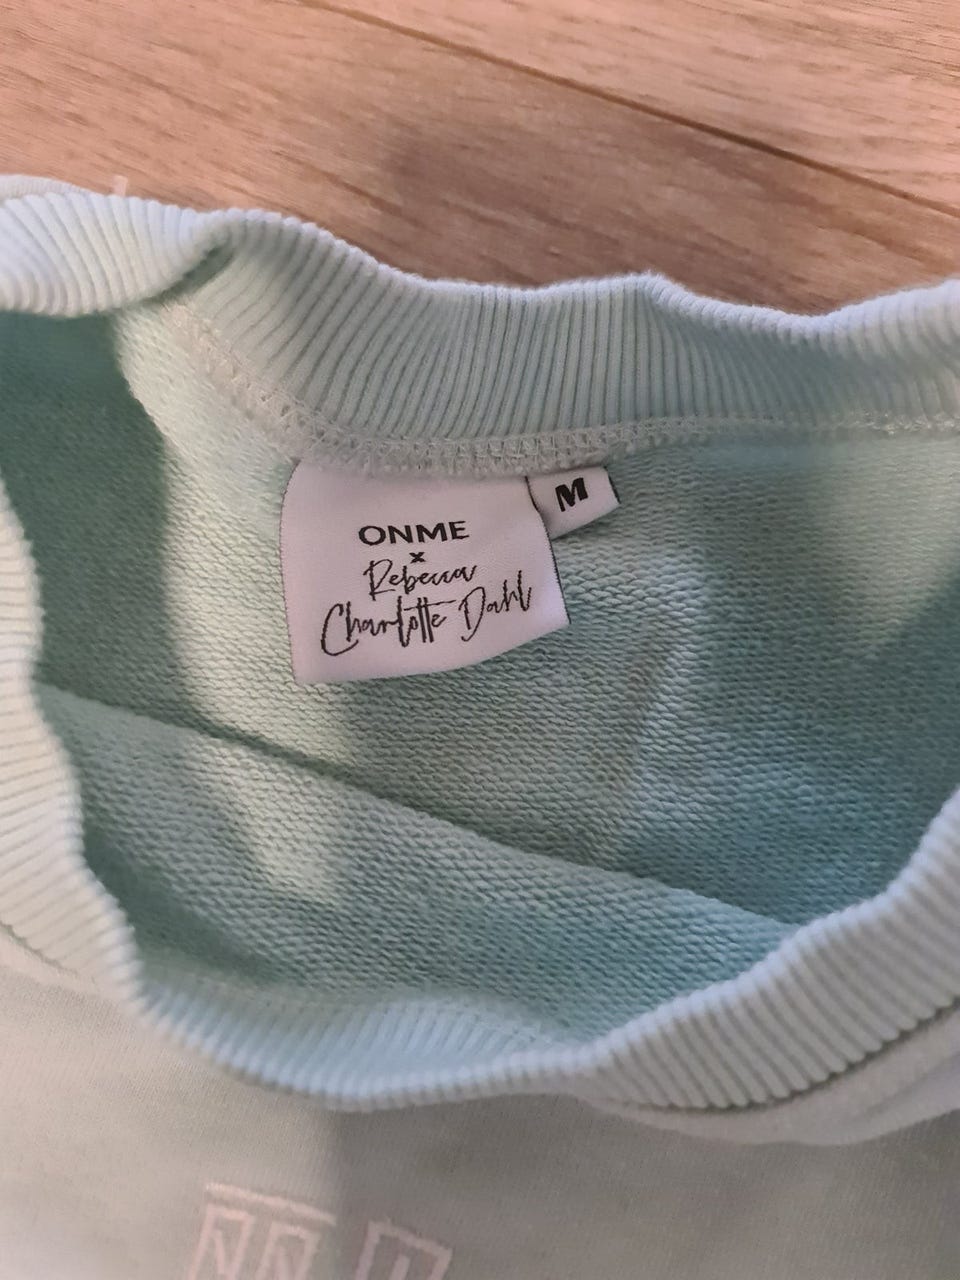 ONME
x
Rebecca
Charlotte Dahl
M